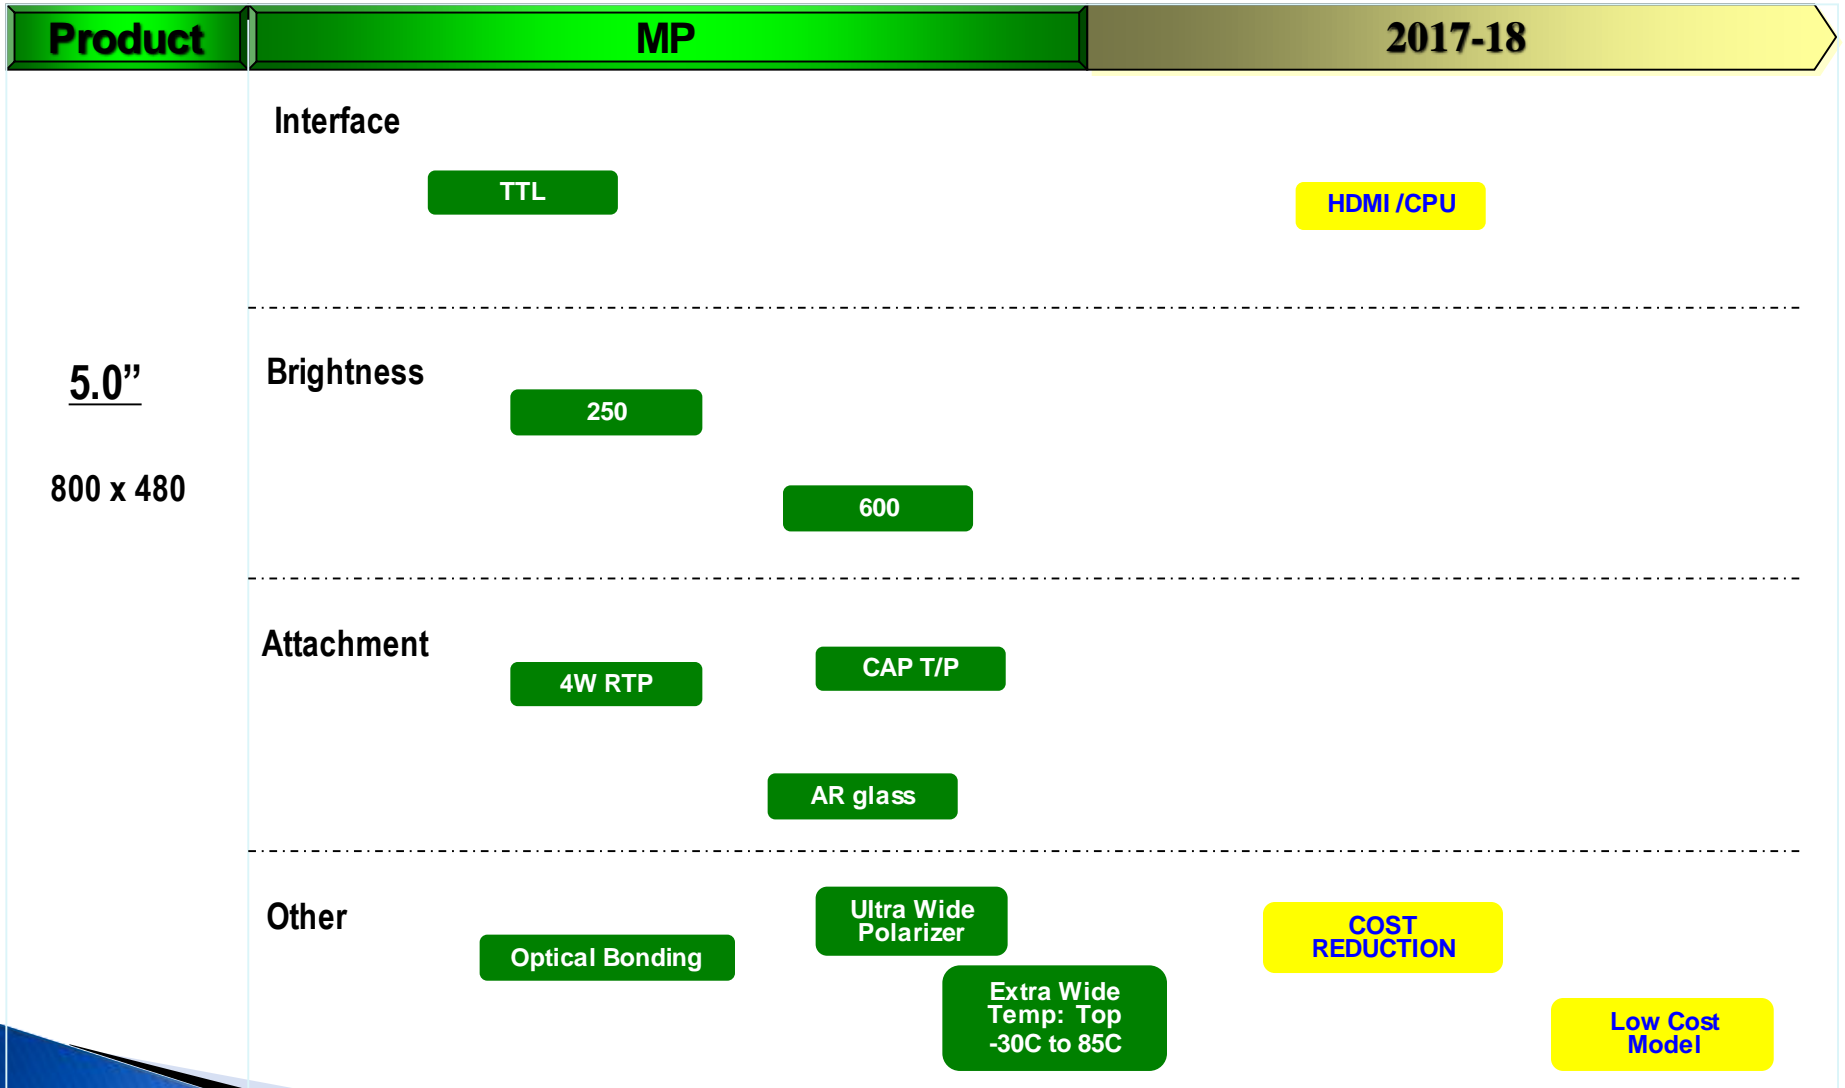 Product
MP
2017-18
Interface
TTL
HDMI /CPU
5.0”
800 x 480
Brightness
250
600
Attachment
4W RTP
CAP T/P
AR glass
Other
Optical Bonding
Ultra Wide
Polarizer
Extra Wide
Temp: Top
-30C to 85C
COST
REDUCTION
Low Cost
Model